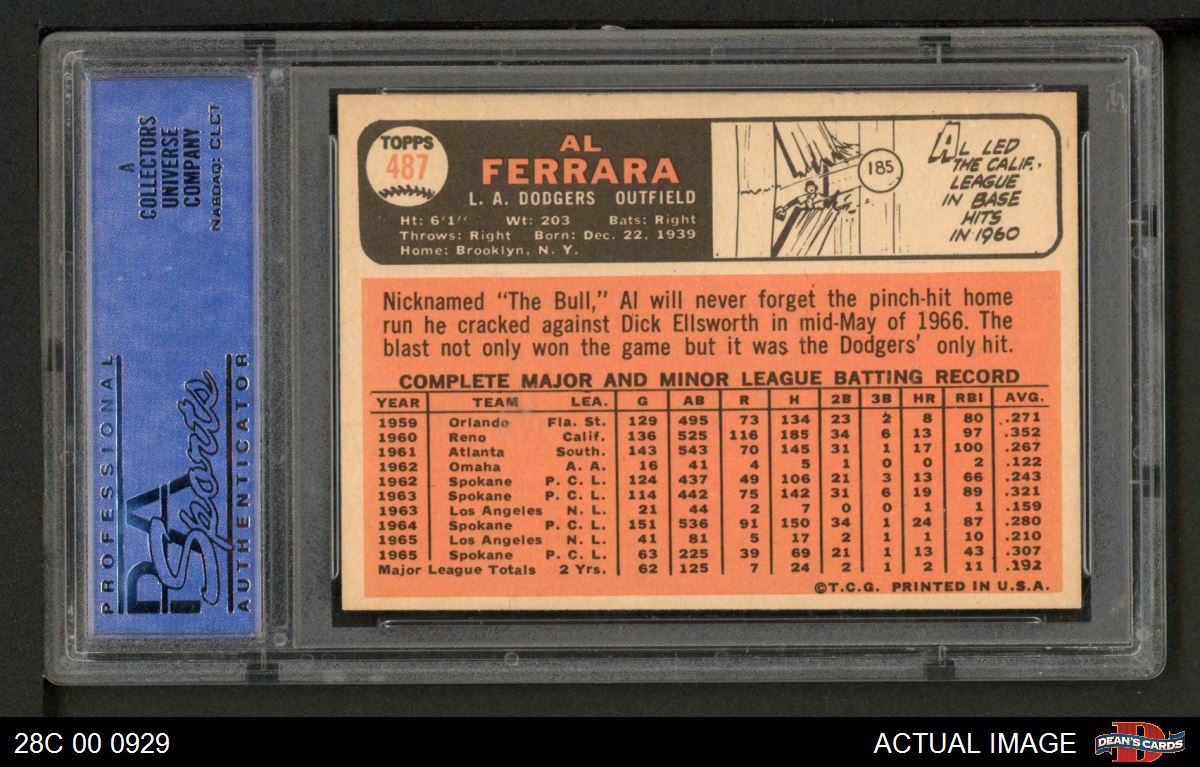 A
COLLECTORS
UNIVERSE
COMPANY
NASDAQ: CLCT
PROFESSIONAL
PSA
Sports
AUTHENTICATOR
TOPPS
487
AL
FERRARA
L. A. DODGERS OUTFIELD
Ht: 6'1" Wt: 203 Bats: Right
Throws: Right Born: Dec. 22, 1939
Home: Brooklyn, N. Y.
185
AL LED
THE CALIF.
LEAGUE
IN BASE
HITS
IN 1960
Nicknamed "The Bull," Al will never forget the pinch-hit home
run he cracked against Dick Ellsworth in mid-May of 1966. The
blast not only won the game but it was the Dodgers' only hit.
COMPLETE MAJOR AND MINOR LEAGUE BATTING RECORD
YEAR TEAM LEA. G AB R H 2B 3B HR RBI AVG.
1959 Orlando Fla. St. 129 495 73 134 23 2 8 80 .271
1960 Reno Calif. 136 525 116 185 34 6 13 97 .352
1961 Atlanta South. 143 543 70 145 31 1 17 100 .267
1962 Omaha A. A. 16 41 4 5 1 0 0 2 .122
1962 Spokane P. C. L. 124 437 49 106 21 3 13 66 .243
1963 Spokane P. C. L. 114 442 75 142 31 6 19 89 .321
1963 Los Angeles N. L. 21 44 2 7 0 0 1 1 .159
1964 Spokane P. C. L. 151 536 91 150 34 1 24 87 .280
1965 Los Angeles N. L. 41 81 5 17 2 1 1 10 .210
1965 Spokane P. C. L. 63 225 39 69 21 1 13 43 .307
Major League Totals 2 Yrs. 62 125 7 24 2 1 2 11 .192
©T.C.G. PRINTED IN U.S.A.
28C 00 0929
ACTUAL IMAGE
D
DEAN'S CARDS